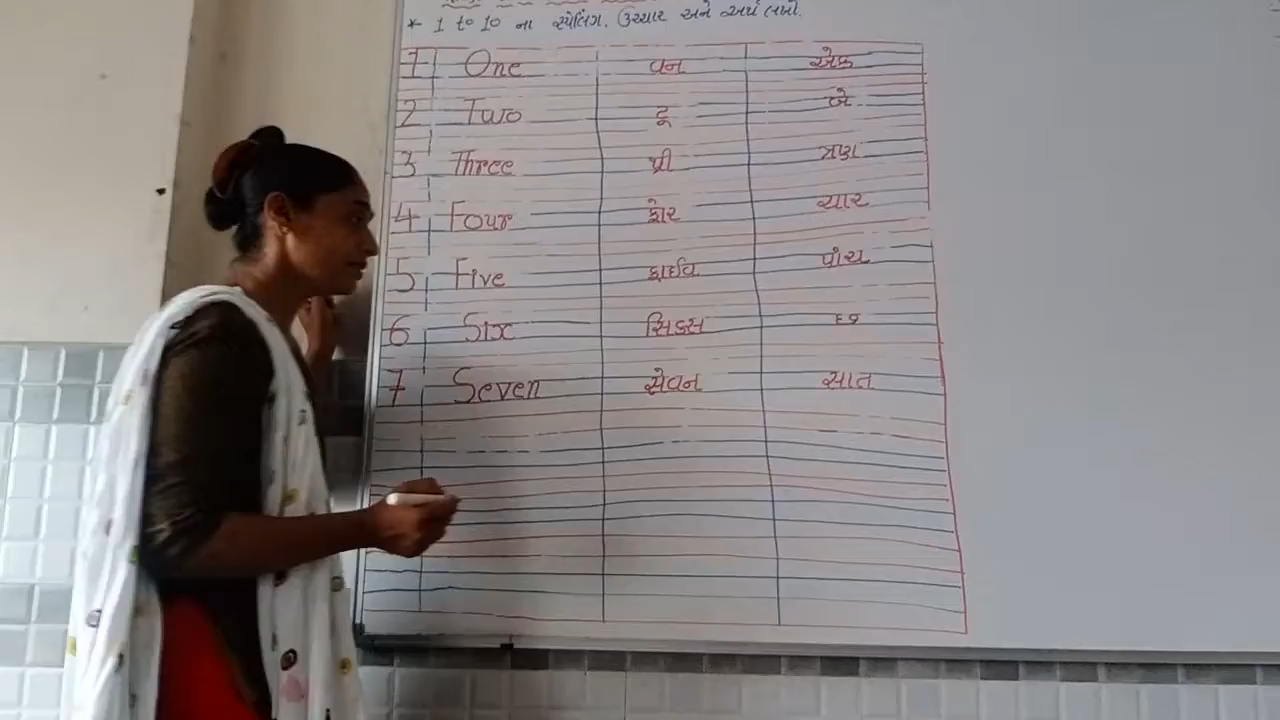 * 1 to 10 ના સ્પેલિંગ, ઉચ્ચાર અને અર્થ લખો.
1 One વન એક
2 Two ટૂ બે
3 Three થ્રી ત્રણ
4 Four ફોર ચાર
5 Five ફાઈવ પાંચ
6 Six સિક્સ છ
7 Seven સેવન સાત